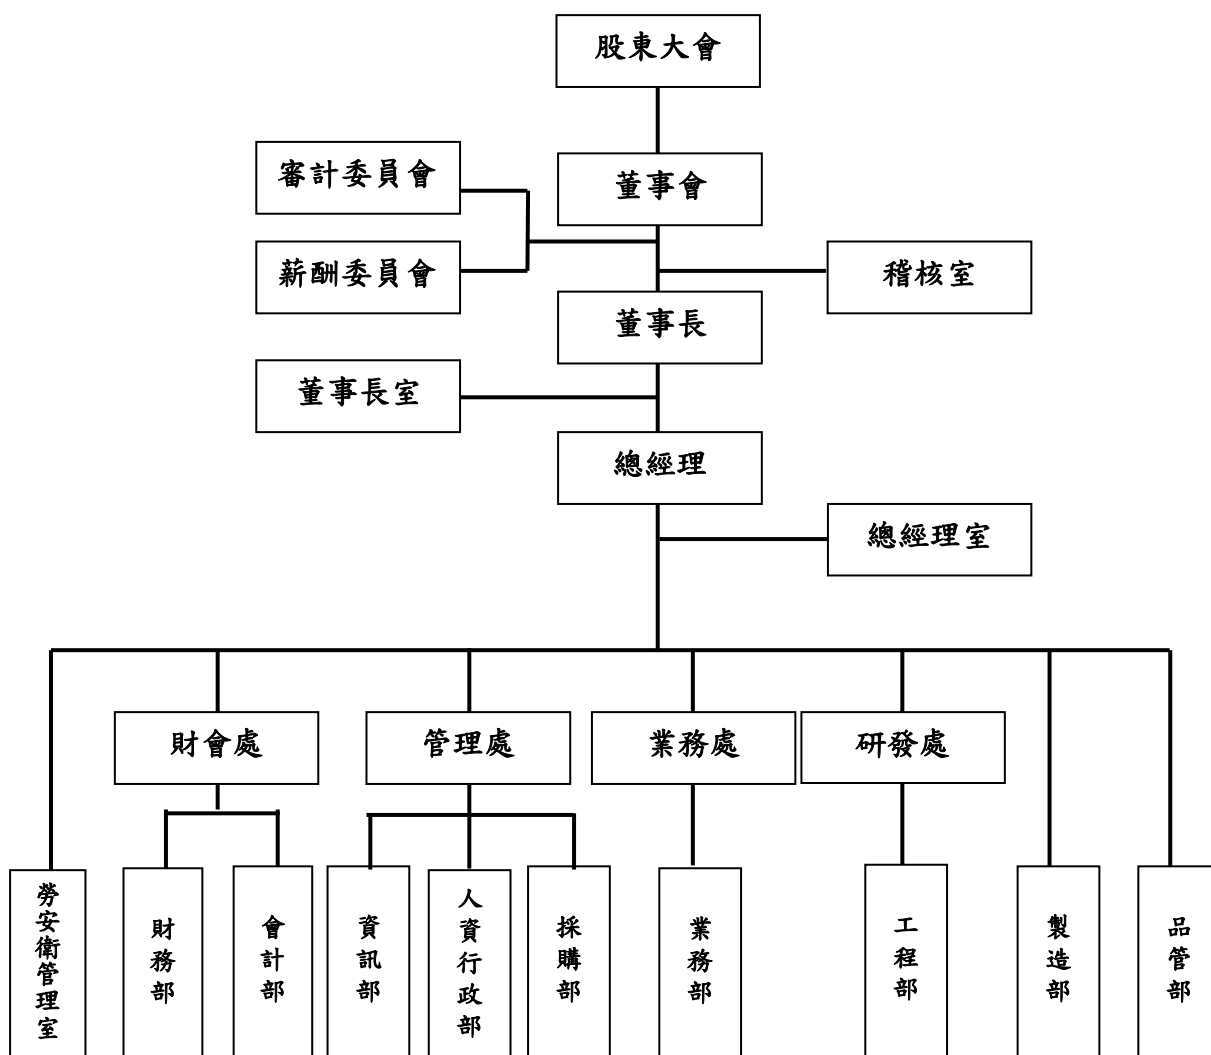 股東大會
審計委員會
董事會
薪酬委員會
稽核室
董事長
董事長室
總經理
總經理室
財會處
管理處
業務處
研發處
勞安衛管理室
財務部
會計部
資訊部
人資行政部
採購部
業務部
工程部
製造部
品管部